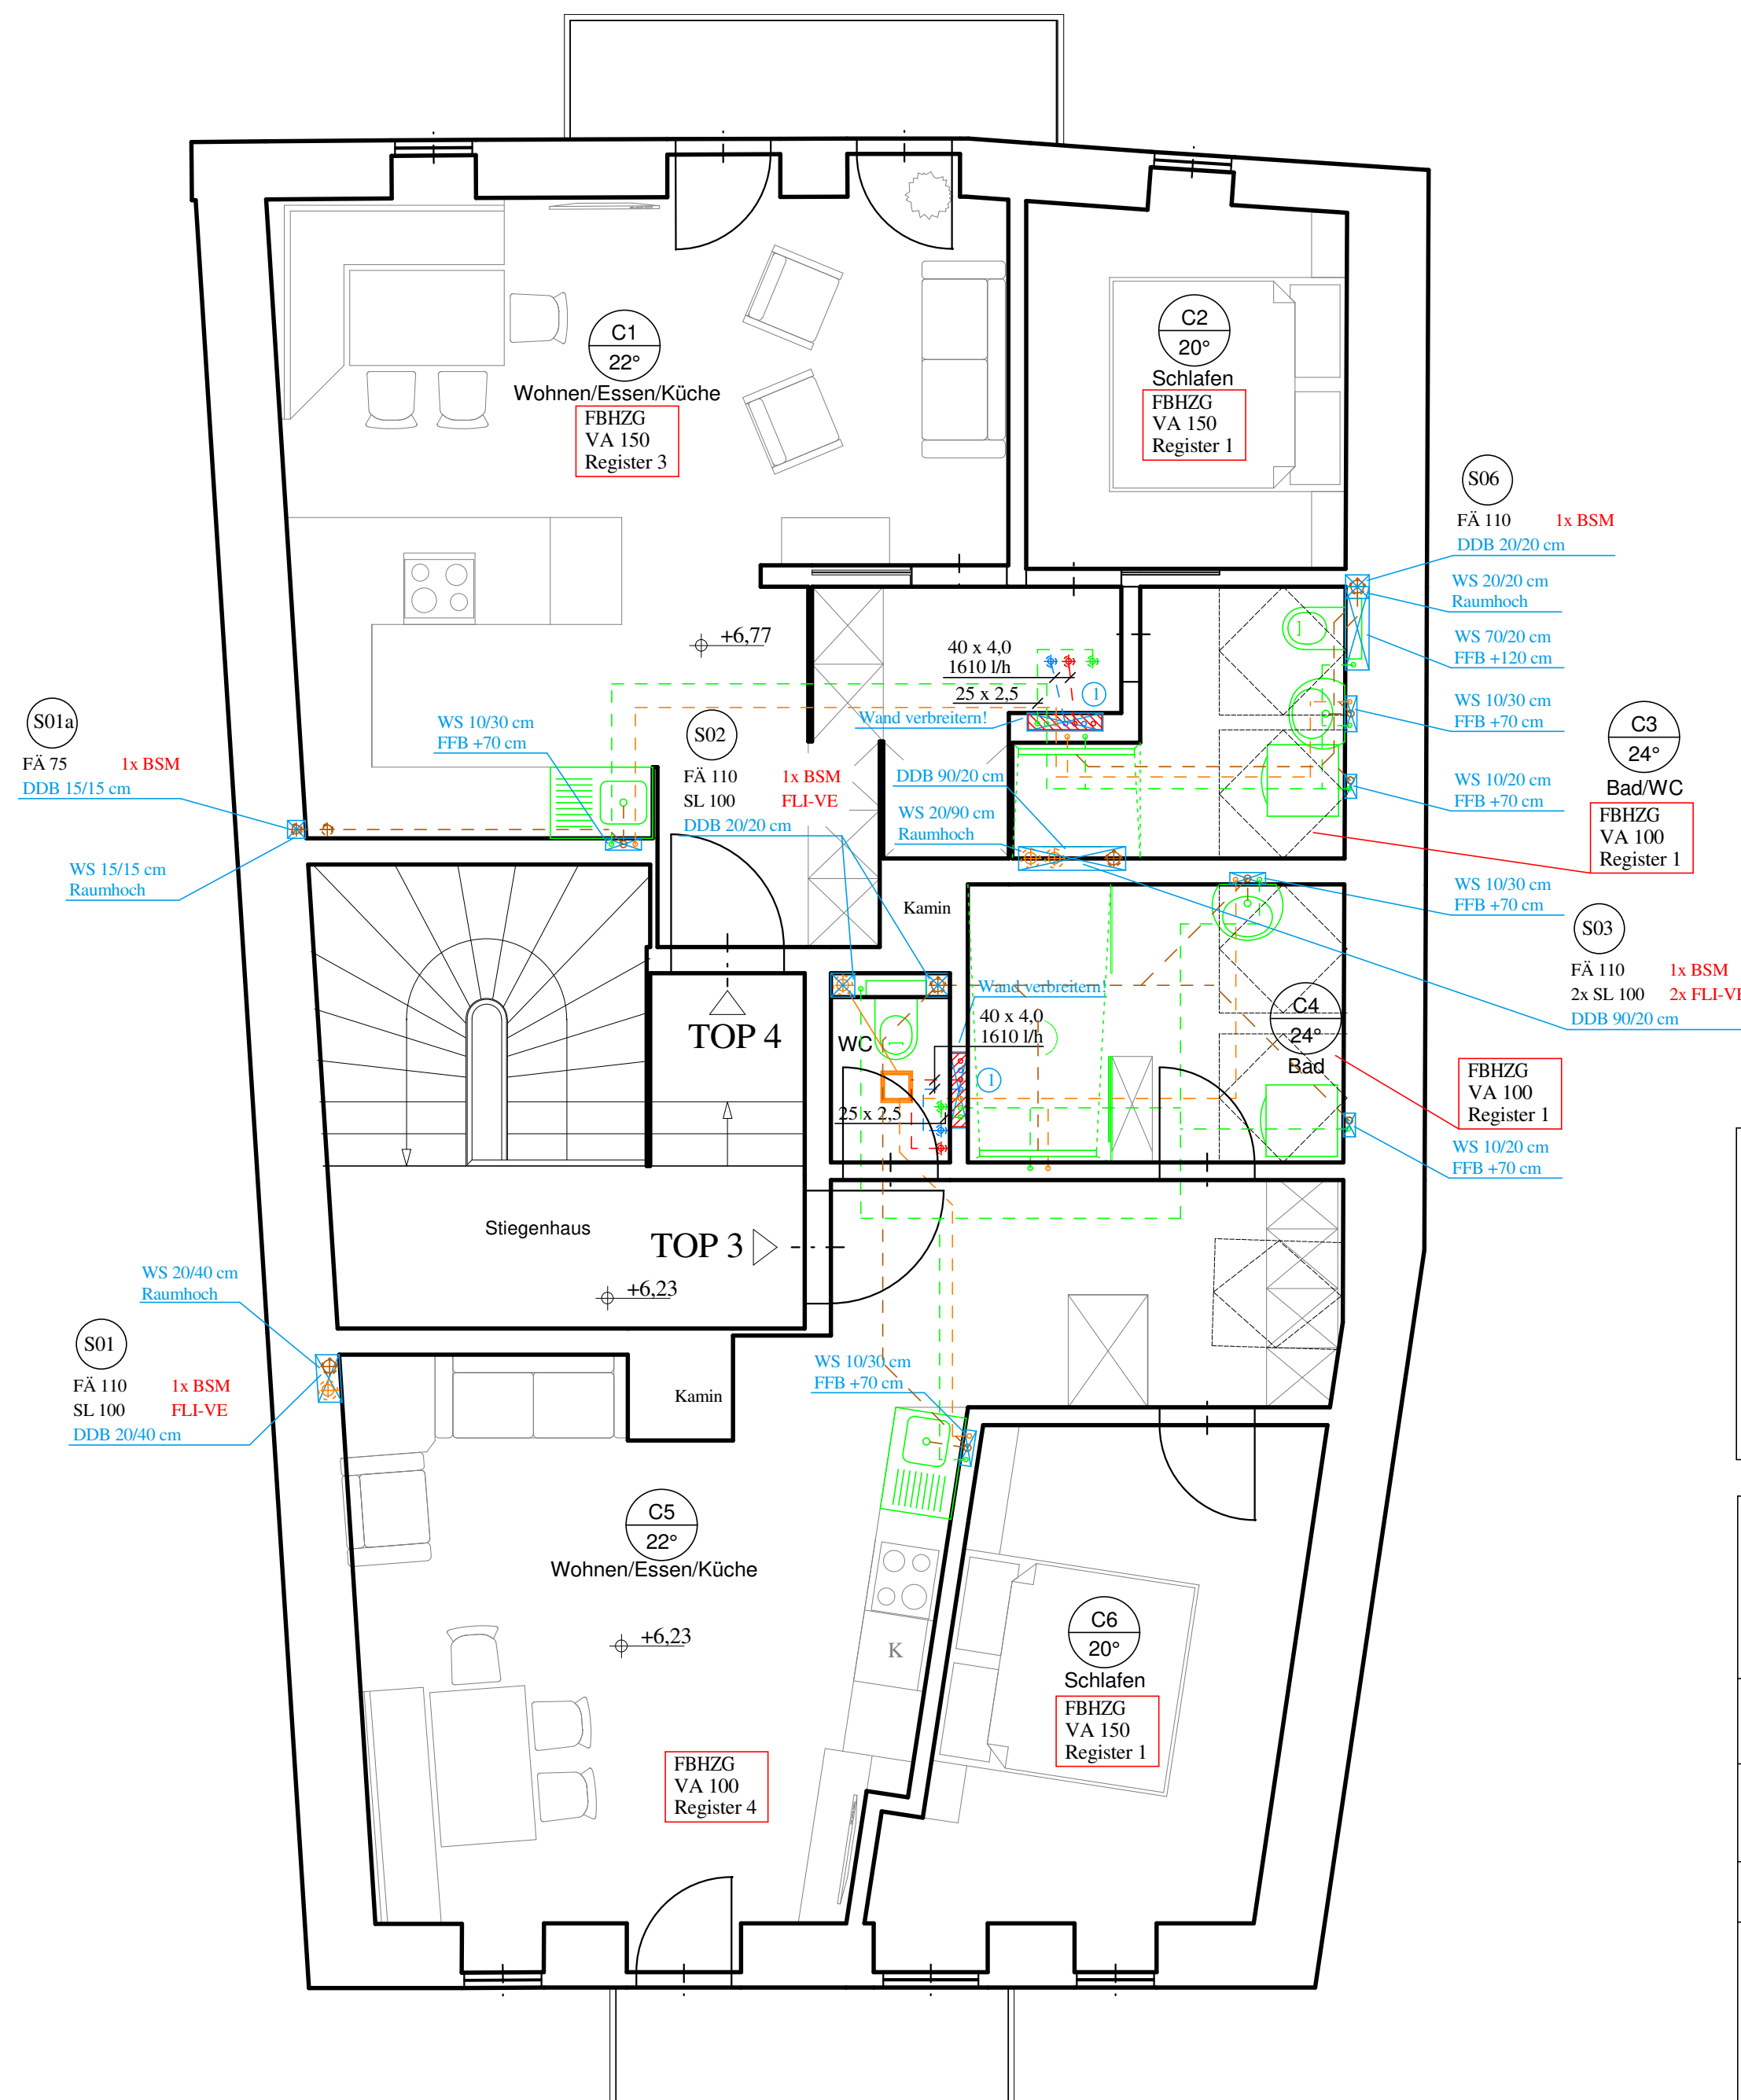 C1
22°
Wohnen/Essen/Küche
FBHZG
VA 150
Register 3
C2
20°
Schlafen
FBHZG
VA 150
Register 1
S06
FÄ 110 1x BSM
DDB 20/20 cm
WS 20/20 cm
Raumhoch
WS 70/20 cm
FFB +120 cm
WS 10/30 cm
FFB +70 cm
C3
24°
Bad/WC
FBHZG
VA 100
Register 1
WS 10/20 cm
FFB +70 cm
WS 10/30 cm
FFB +70 cm
S03
FÄ 110 1x BSM
2x SL 100 2x FLI-VE
DDB 90/20 cm
+6,77
40 x 4,0
1610 l/h
25 x 2,5
1
Wand verbreitern!
S01a
FÄ 75 1x BSM
DDB 15/15 cm
WS 15/15 cm
Raumhoch
WS 10/30 cm
FFB +70 cm
S02
FÄ 110 1x BSM
SL 100 FLI-VE
DDB 20/20 cm
DDB 90/20 cm
WS 20/90 cm
Raumhoch
Kamin
Wand verbreitern!
40 x 4,0
1610 l/h
WC
1
25 x 2,5
C4
24°
Bad
FBHZG
VA 100
Register 1
WS 10/20 cm
FFB +70 cm
TOP 4
Stiegenhaus
TOP 3
+6,23
WS 20/40 cm
Raumhoch
S01
FÄ 110 1x BSM
SL 100 FLI-VE
DDB 20/40 cm
Kamin
WS 10/30 cm
FFB +70 cm
C5
22°
Wohnen/Essen/Küche
+6,23
K
FBHZG
VA 100
Register 4
C6
20°
Schlafen
FBHZG
VA 150
Register 1